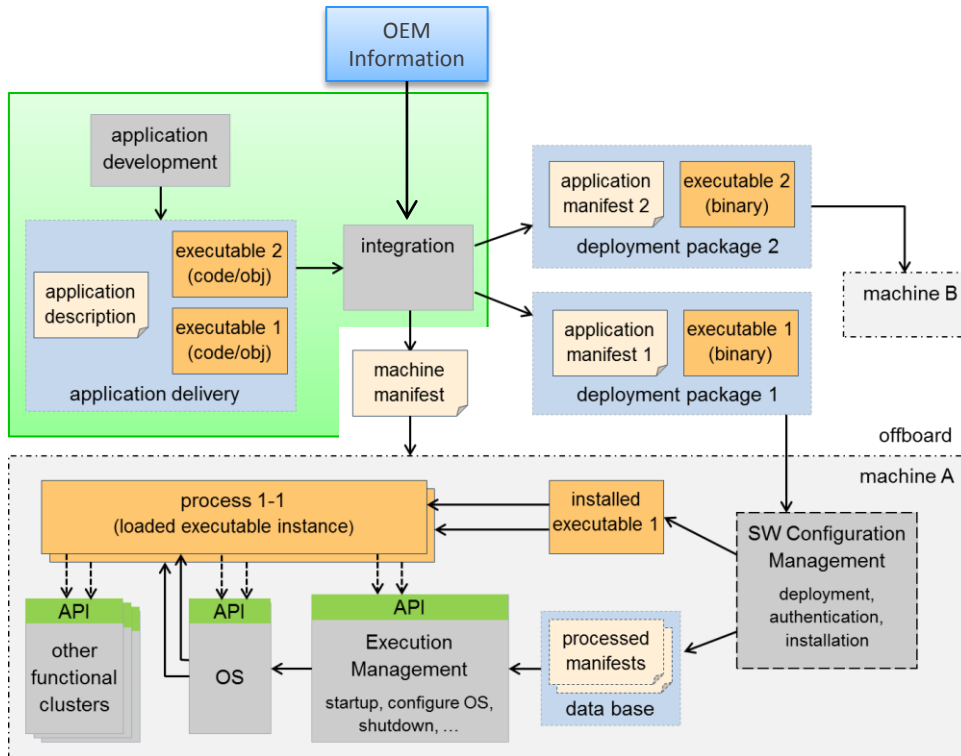 OEM
Information
application
development
executable 2
(code/obj)
application
description
executable 1
(code/obj)
application delivery
integration
machine
manifest
application
manifest 2
executable 2
(binary)
deployment package 2
application
manifest 1
executable 1
(binary)
deployment package 1
machine B
offboard
machine A
process 1-1
(loaded executable instance)
installed
executable 1
SW Configuration
Management
deployment,
authentication,
installation
API
other
functional
clusters
API
OS
API
Execution
Management
startup, configure OS,
shutdown, …
processed
manifests
data base